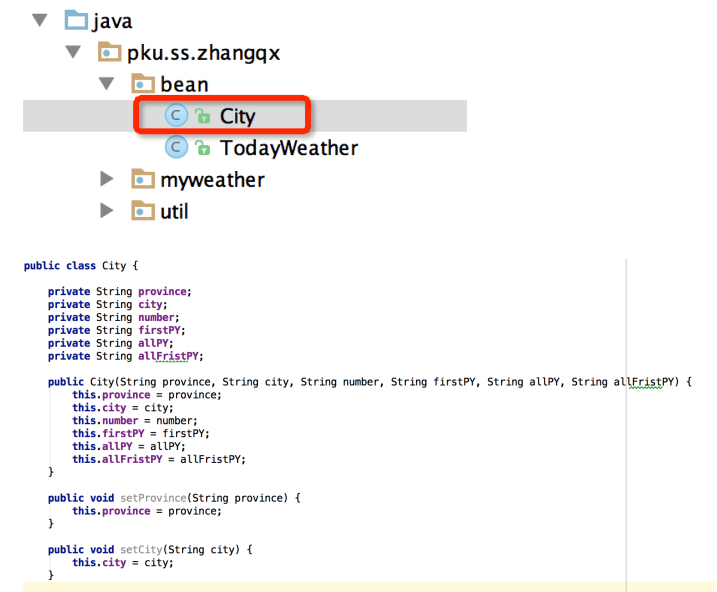 java
pku.ss.zhangqx
bean
C City
C TodayWeather
myweather
util
public class City {
private String province;
private String city;
private String number;
private String firstPY;
private String allPY;
private String allFristPY;
public City(String province, String city, String number, String firstPY, String allPY, String allFristPY) {
this.province = province;
this.city = city;
this.number = number;
this.firstPY = firstPY;
this.allPY = allPY;
this.allFristPY = allFristPY;
}
public void setProvince(String province) {
this.province = province;
}
public void setCity(String city) {
this.city = city;
}